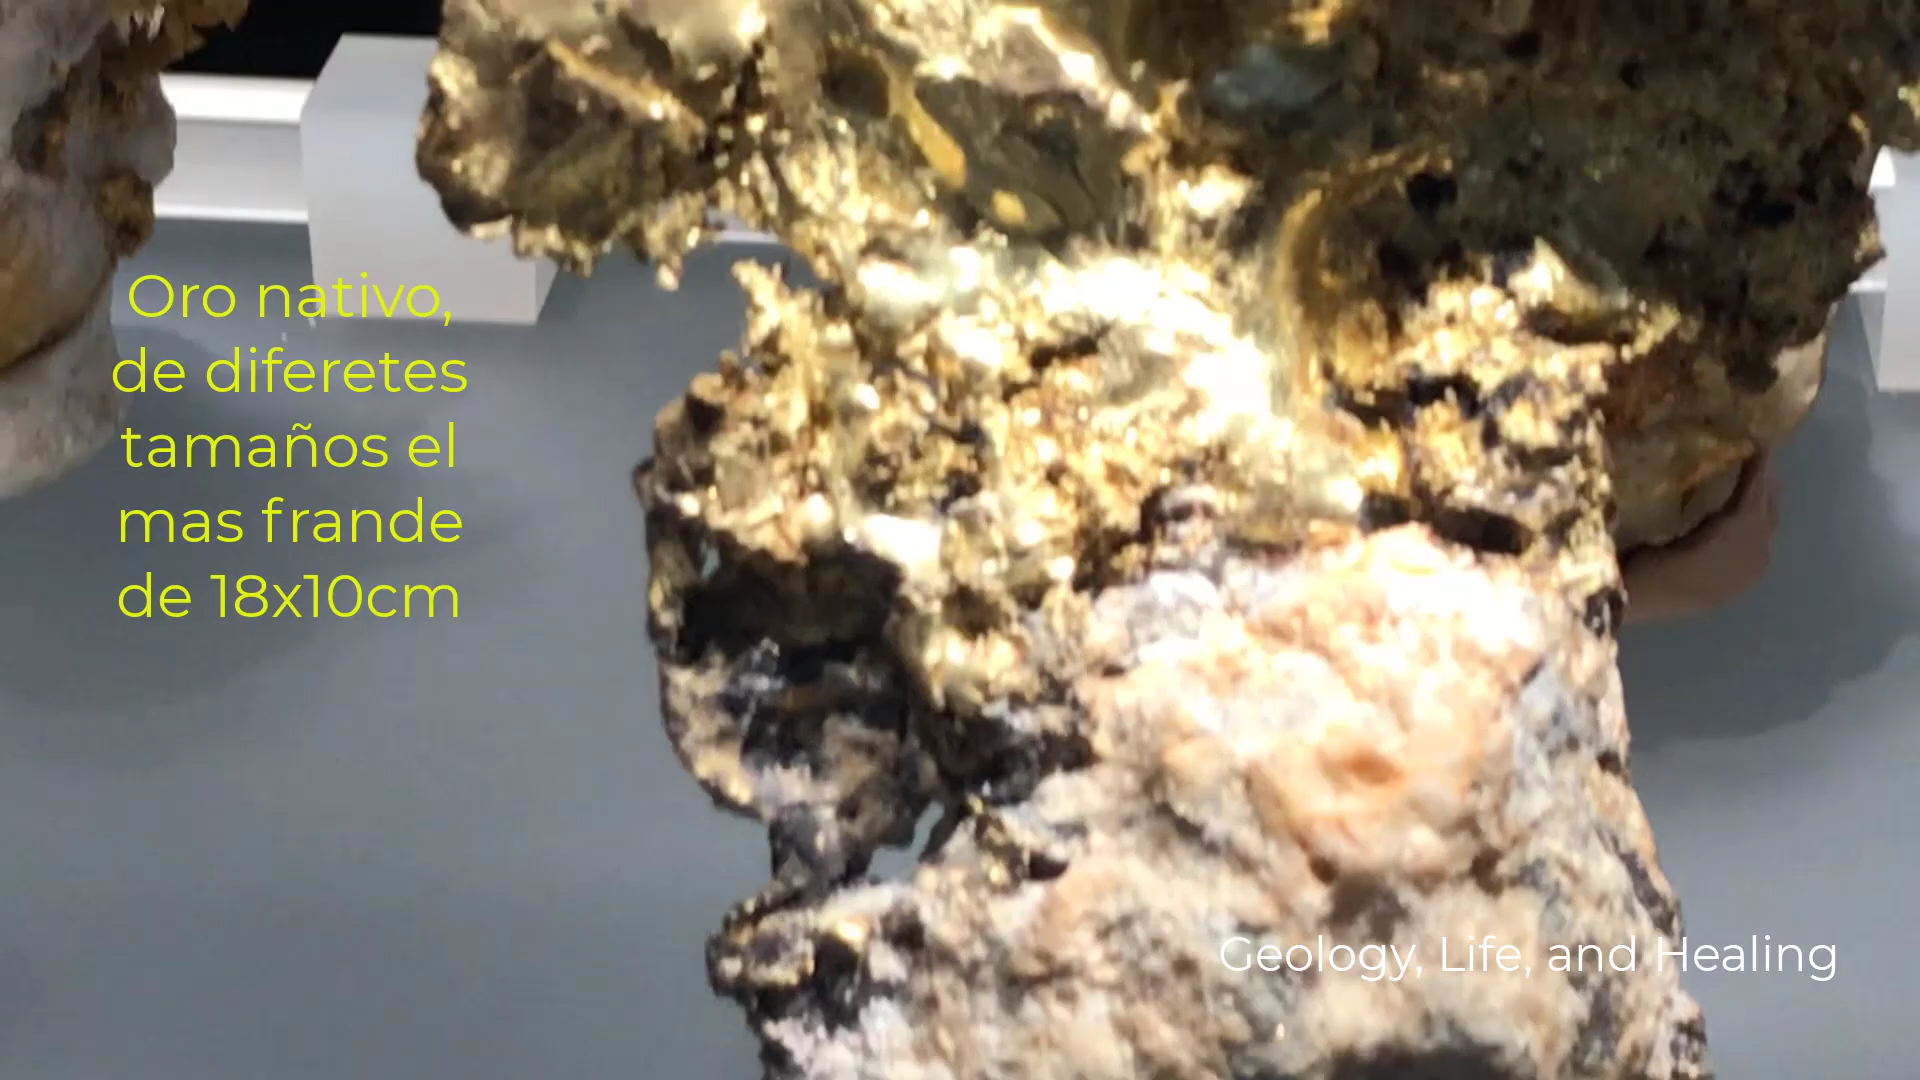 Oro nativo,
de diferetes
tamaños el
mas frande
de 18x10cm
Geology, Life, and Healing